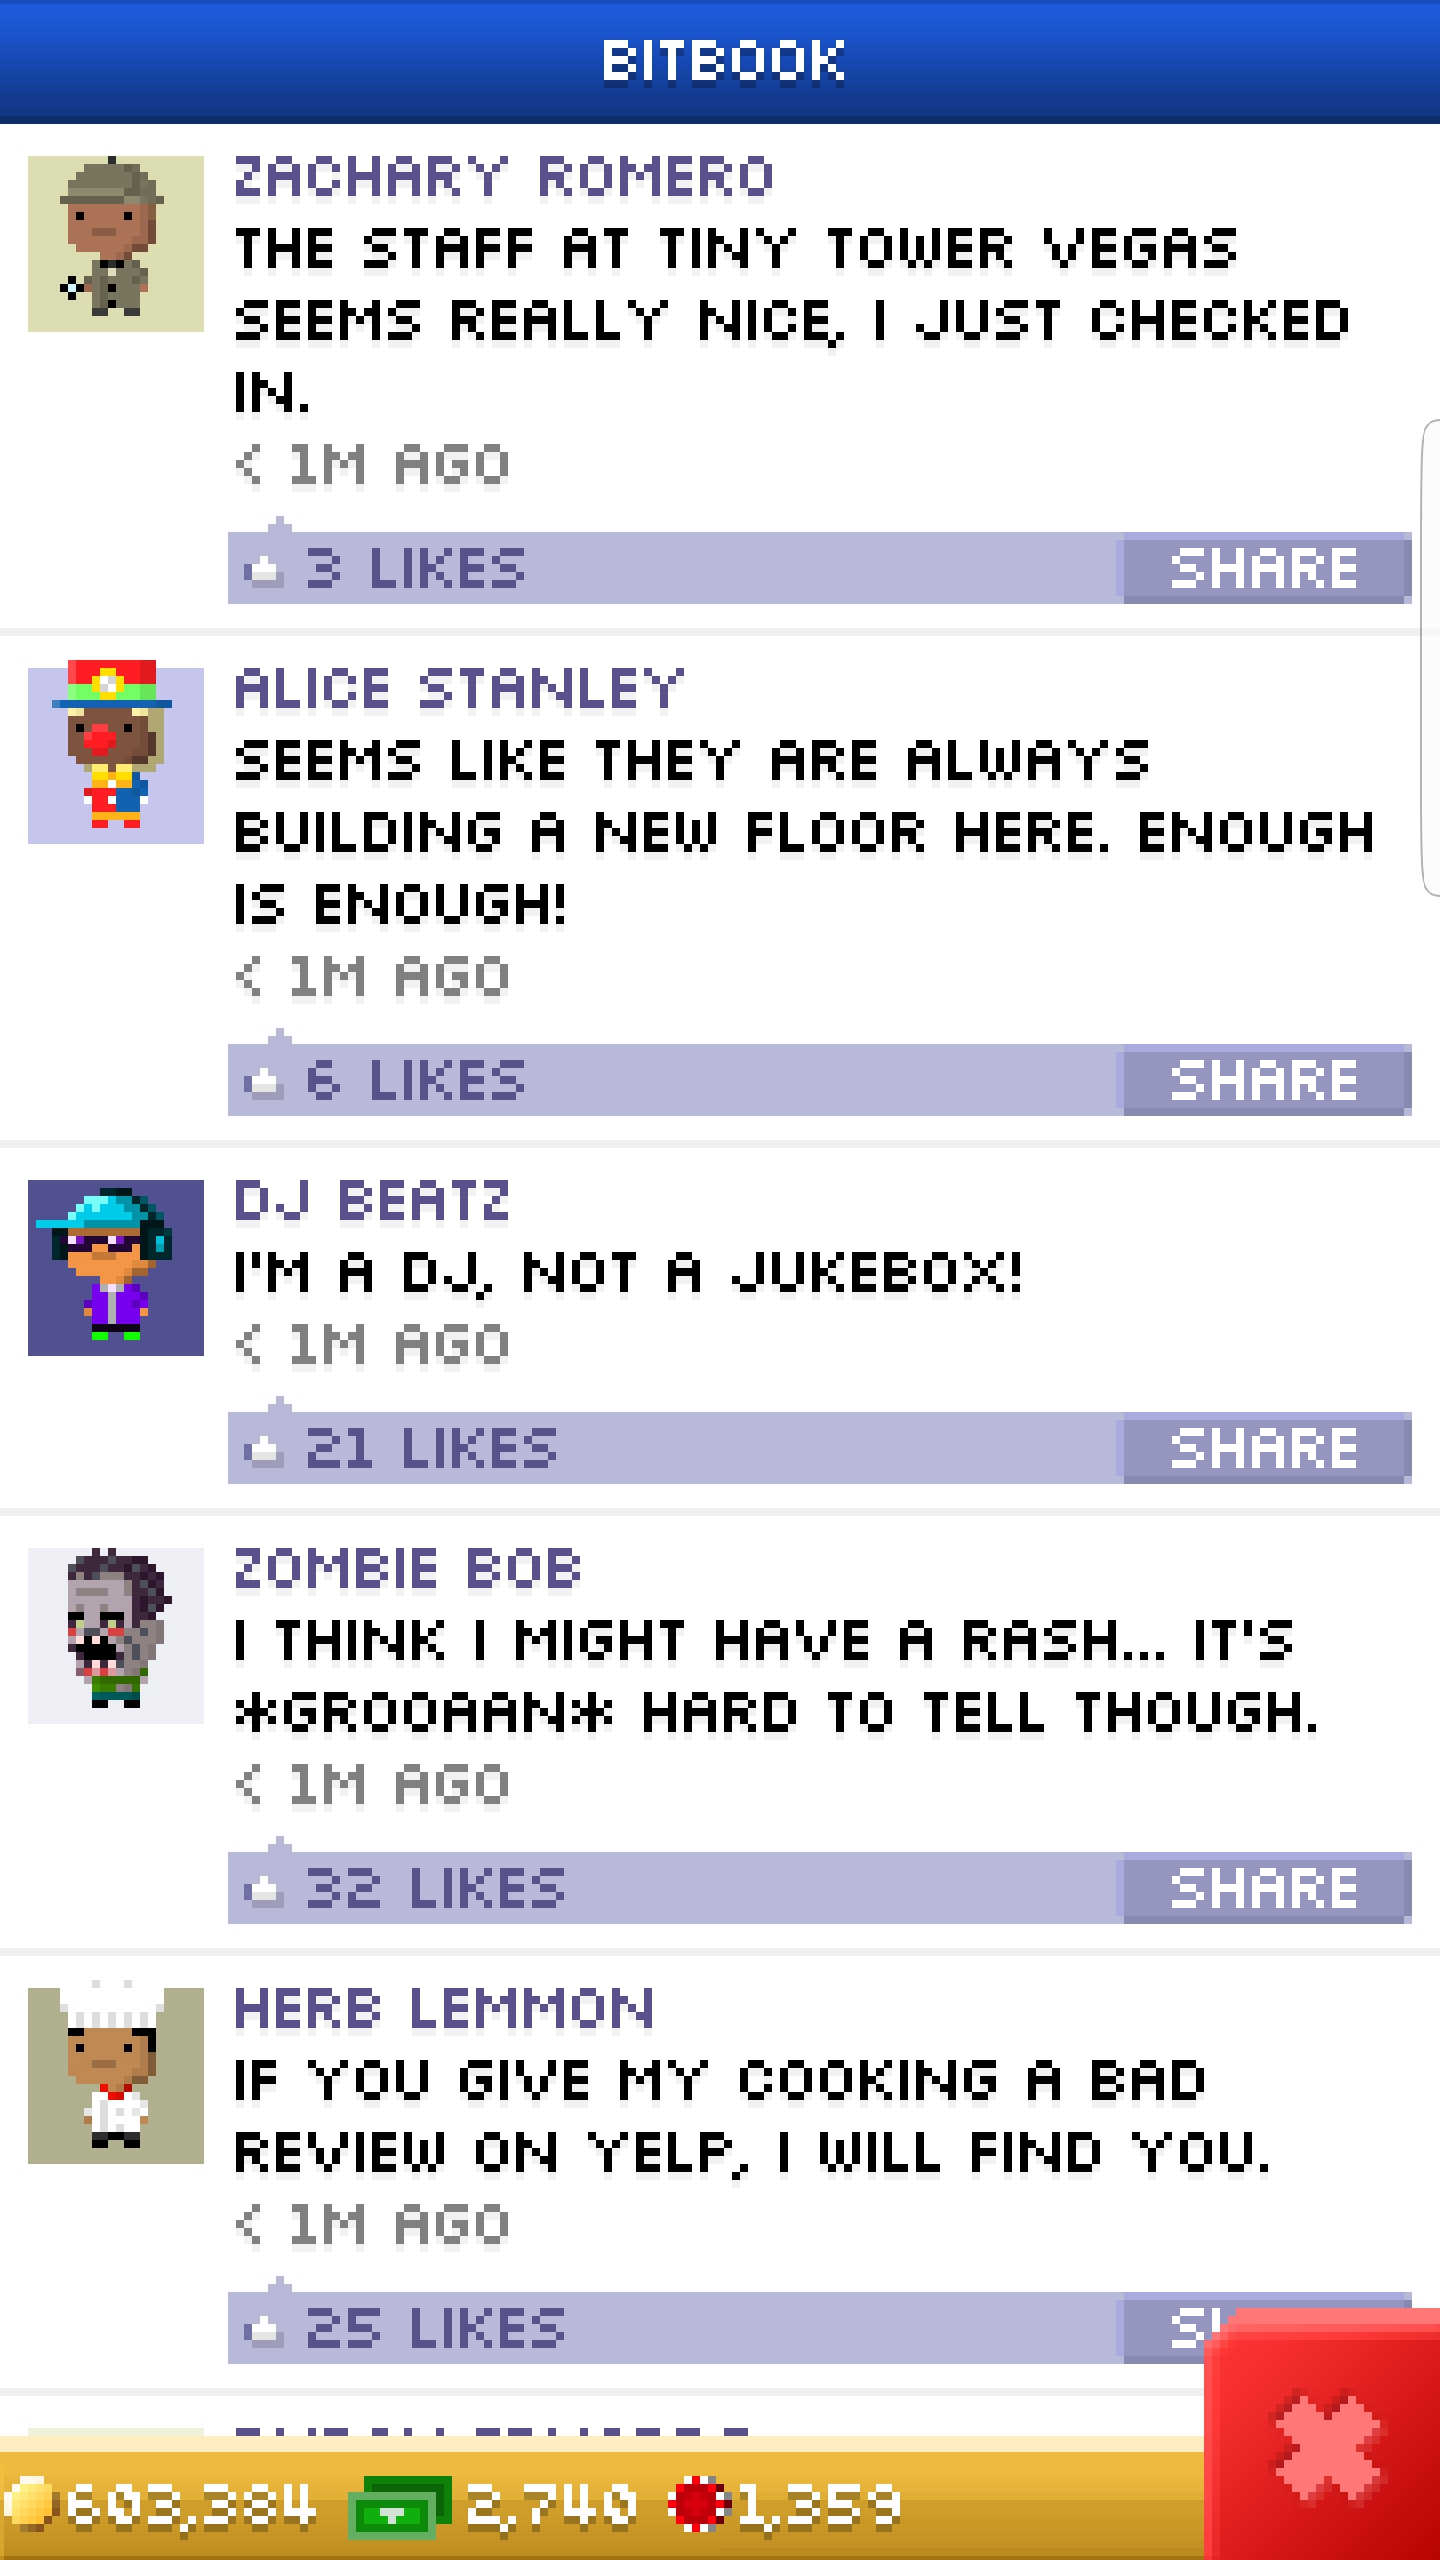 BITBOOK
ZACHARY ROMERO
THE STAFF AT TINY TOWER VEGAS
SEEMS REALLY NICE, I JUST CHECKED
IN.
< 1M AGO
3 LIKES SHARE
ALICE STANLEY
SEEMS LIKE THEY ARE ALWAYS
BUILDING A NEW FLOOR HERE. ENOUGH
IS ENOUGH!
< 1M AGO
6 LIKES SHARE
DJ BEATZ
I'M A DJ, NOT A JUKEBOX!
< 1M AGO
21 LIKES SHARE
ZOMBIE BOB
I THINK I MIGHT HAVE A RASH... IT'S
*GROOAAN* HARD TO TELL THOUGH.
< 1M AGO
32 LIKES SHARE
HERB LEMMON
IF YOU GIVE MY COOKING A BAD
REVIEW ON YELP, I WILL FIND YOU.
< 1M AGO
25 LIKES
603,384 2,740 1,359